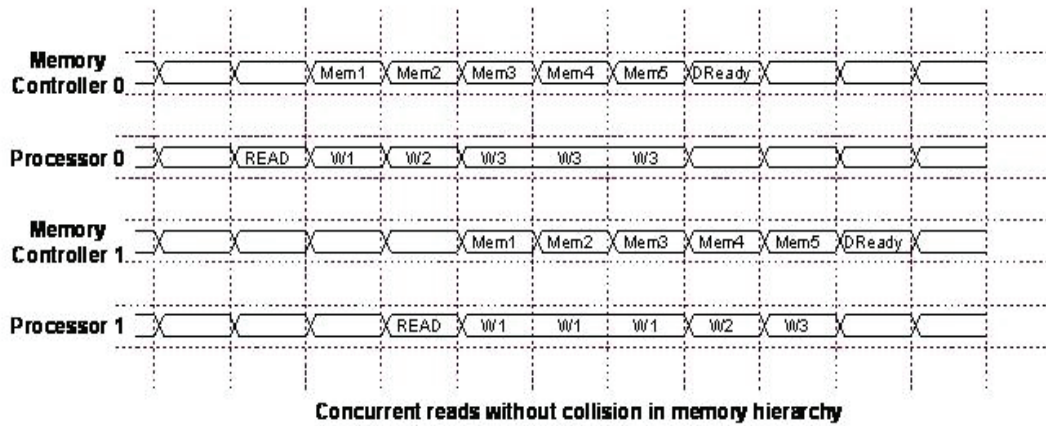 Memory
Controller 0
Mem1 Mem2 Mem3 Mem4 Mem5 DReady
Processor 0
READ W1 W2 W3 W3 W3
Memory
Controller 1
Mem1 Mem2 Mem3 Mem4 Mem5 DReady
Processor 1
READ W1 W1 W1 W2 W3
Concurrent reads without collision in memory hierarchy